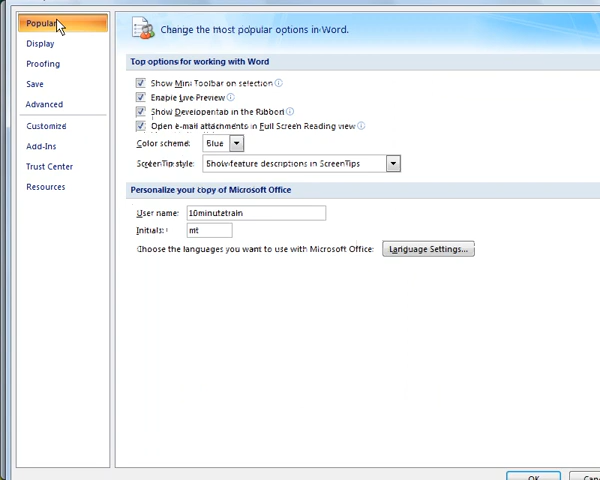 Popular
Display
Proofing
Save
Advanced
Customize
Add-Ins
Trust Center
Resources
Change the most popular options in Word.
Top options for working with Word
Show Mini Toolbar on selection
Enable Live Preview
Show Developer tab in the Ribbon
Open e-mail attachments in Full Screen Reading view
Color scheme: Blue
ScreenTip style: Show feature descriptions in ScreenTips
Personalize your copy of Microsoft Office
User name: 10minutetrain
Initials: mt
Choose the languages you want to use with Microsoft Office: Language Settings...
OK
Canc